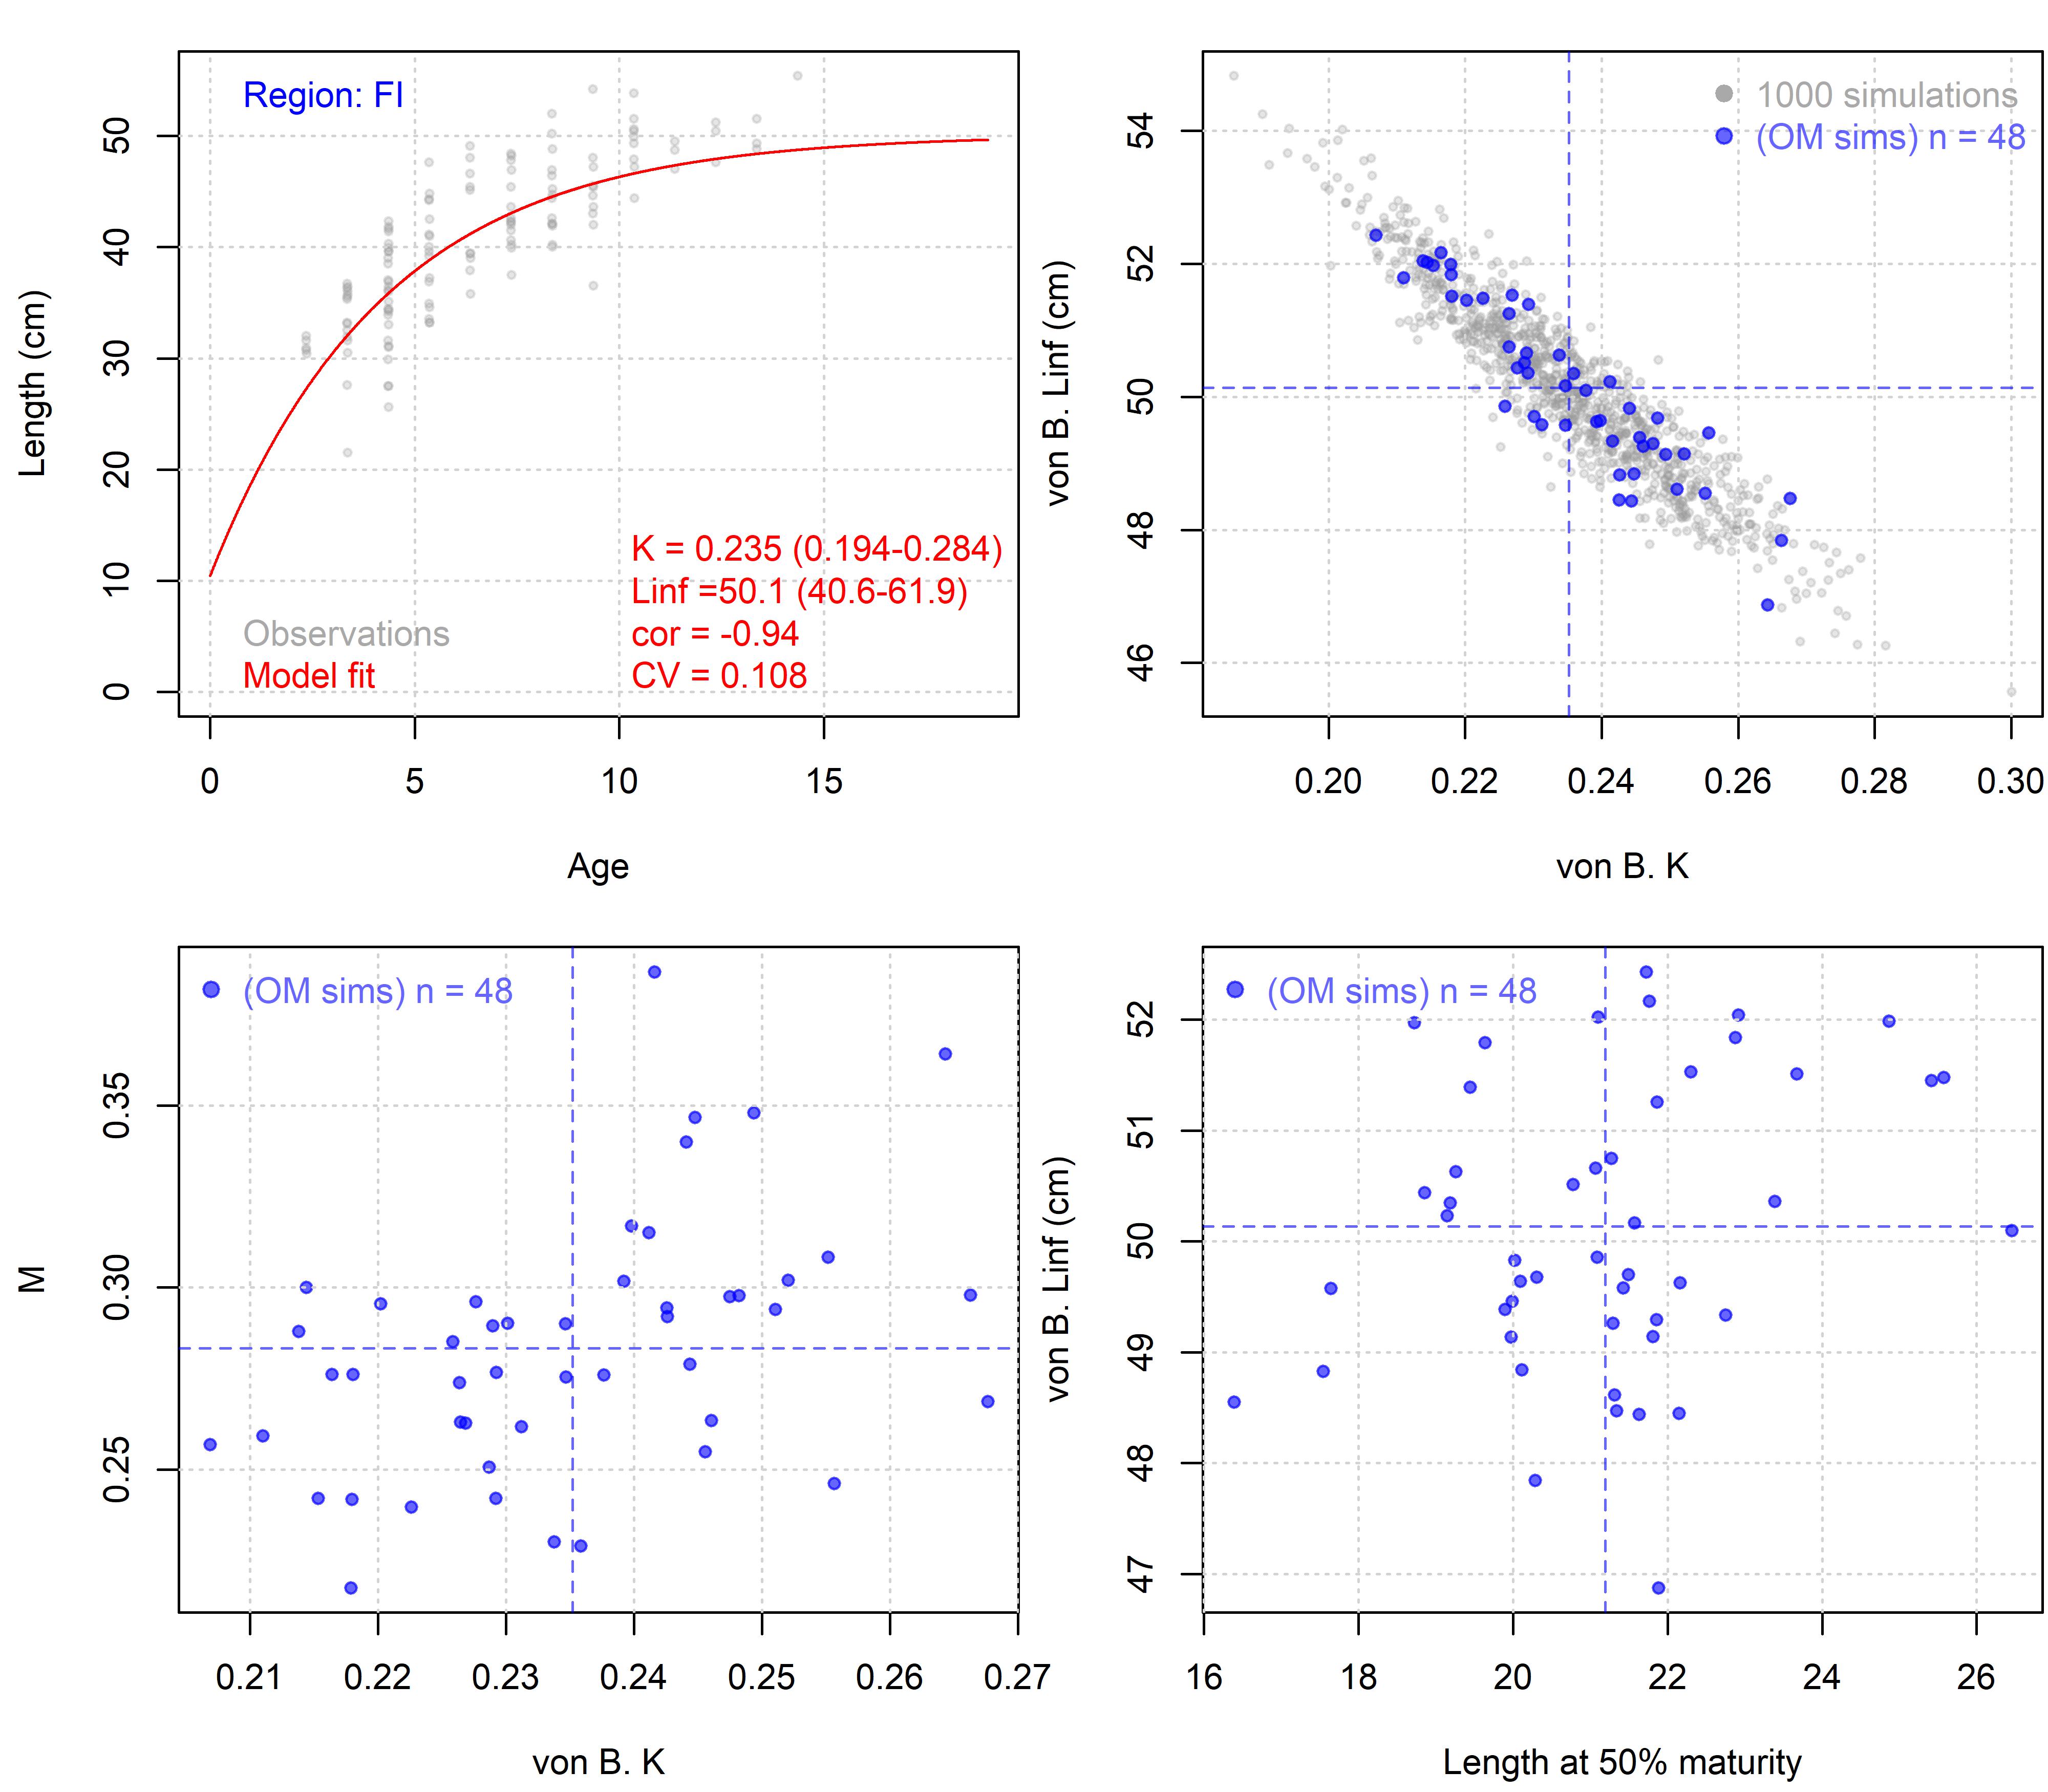 Region: FI
Length (cm)
50
40
30
20
10
0
K = 0.235 (0.194-0.284)
Linf =50.1 (40.6-61.9)
cor = -0.94
CV = 0.108
Observations
Model fit
0 5 10 15
Age
1000 simulations
(OM sims) n = 48
von B. Linf (cm)
54
52
50
48
46
0.20 0.22 0.24 0.26 0.28 0.30
von B. K
(OM sims) n = 48
M
0.35
0.30
0.25
0.21 0.22 0.23 0.24 0.25 0.26 0.27
von B. K
(OM sims) n = 48
von B. Linf (cm)
52
51
50
49
48
47
16 18 20 22 24 26
Length at 50% maturity